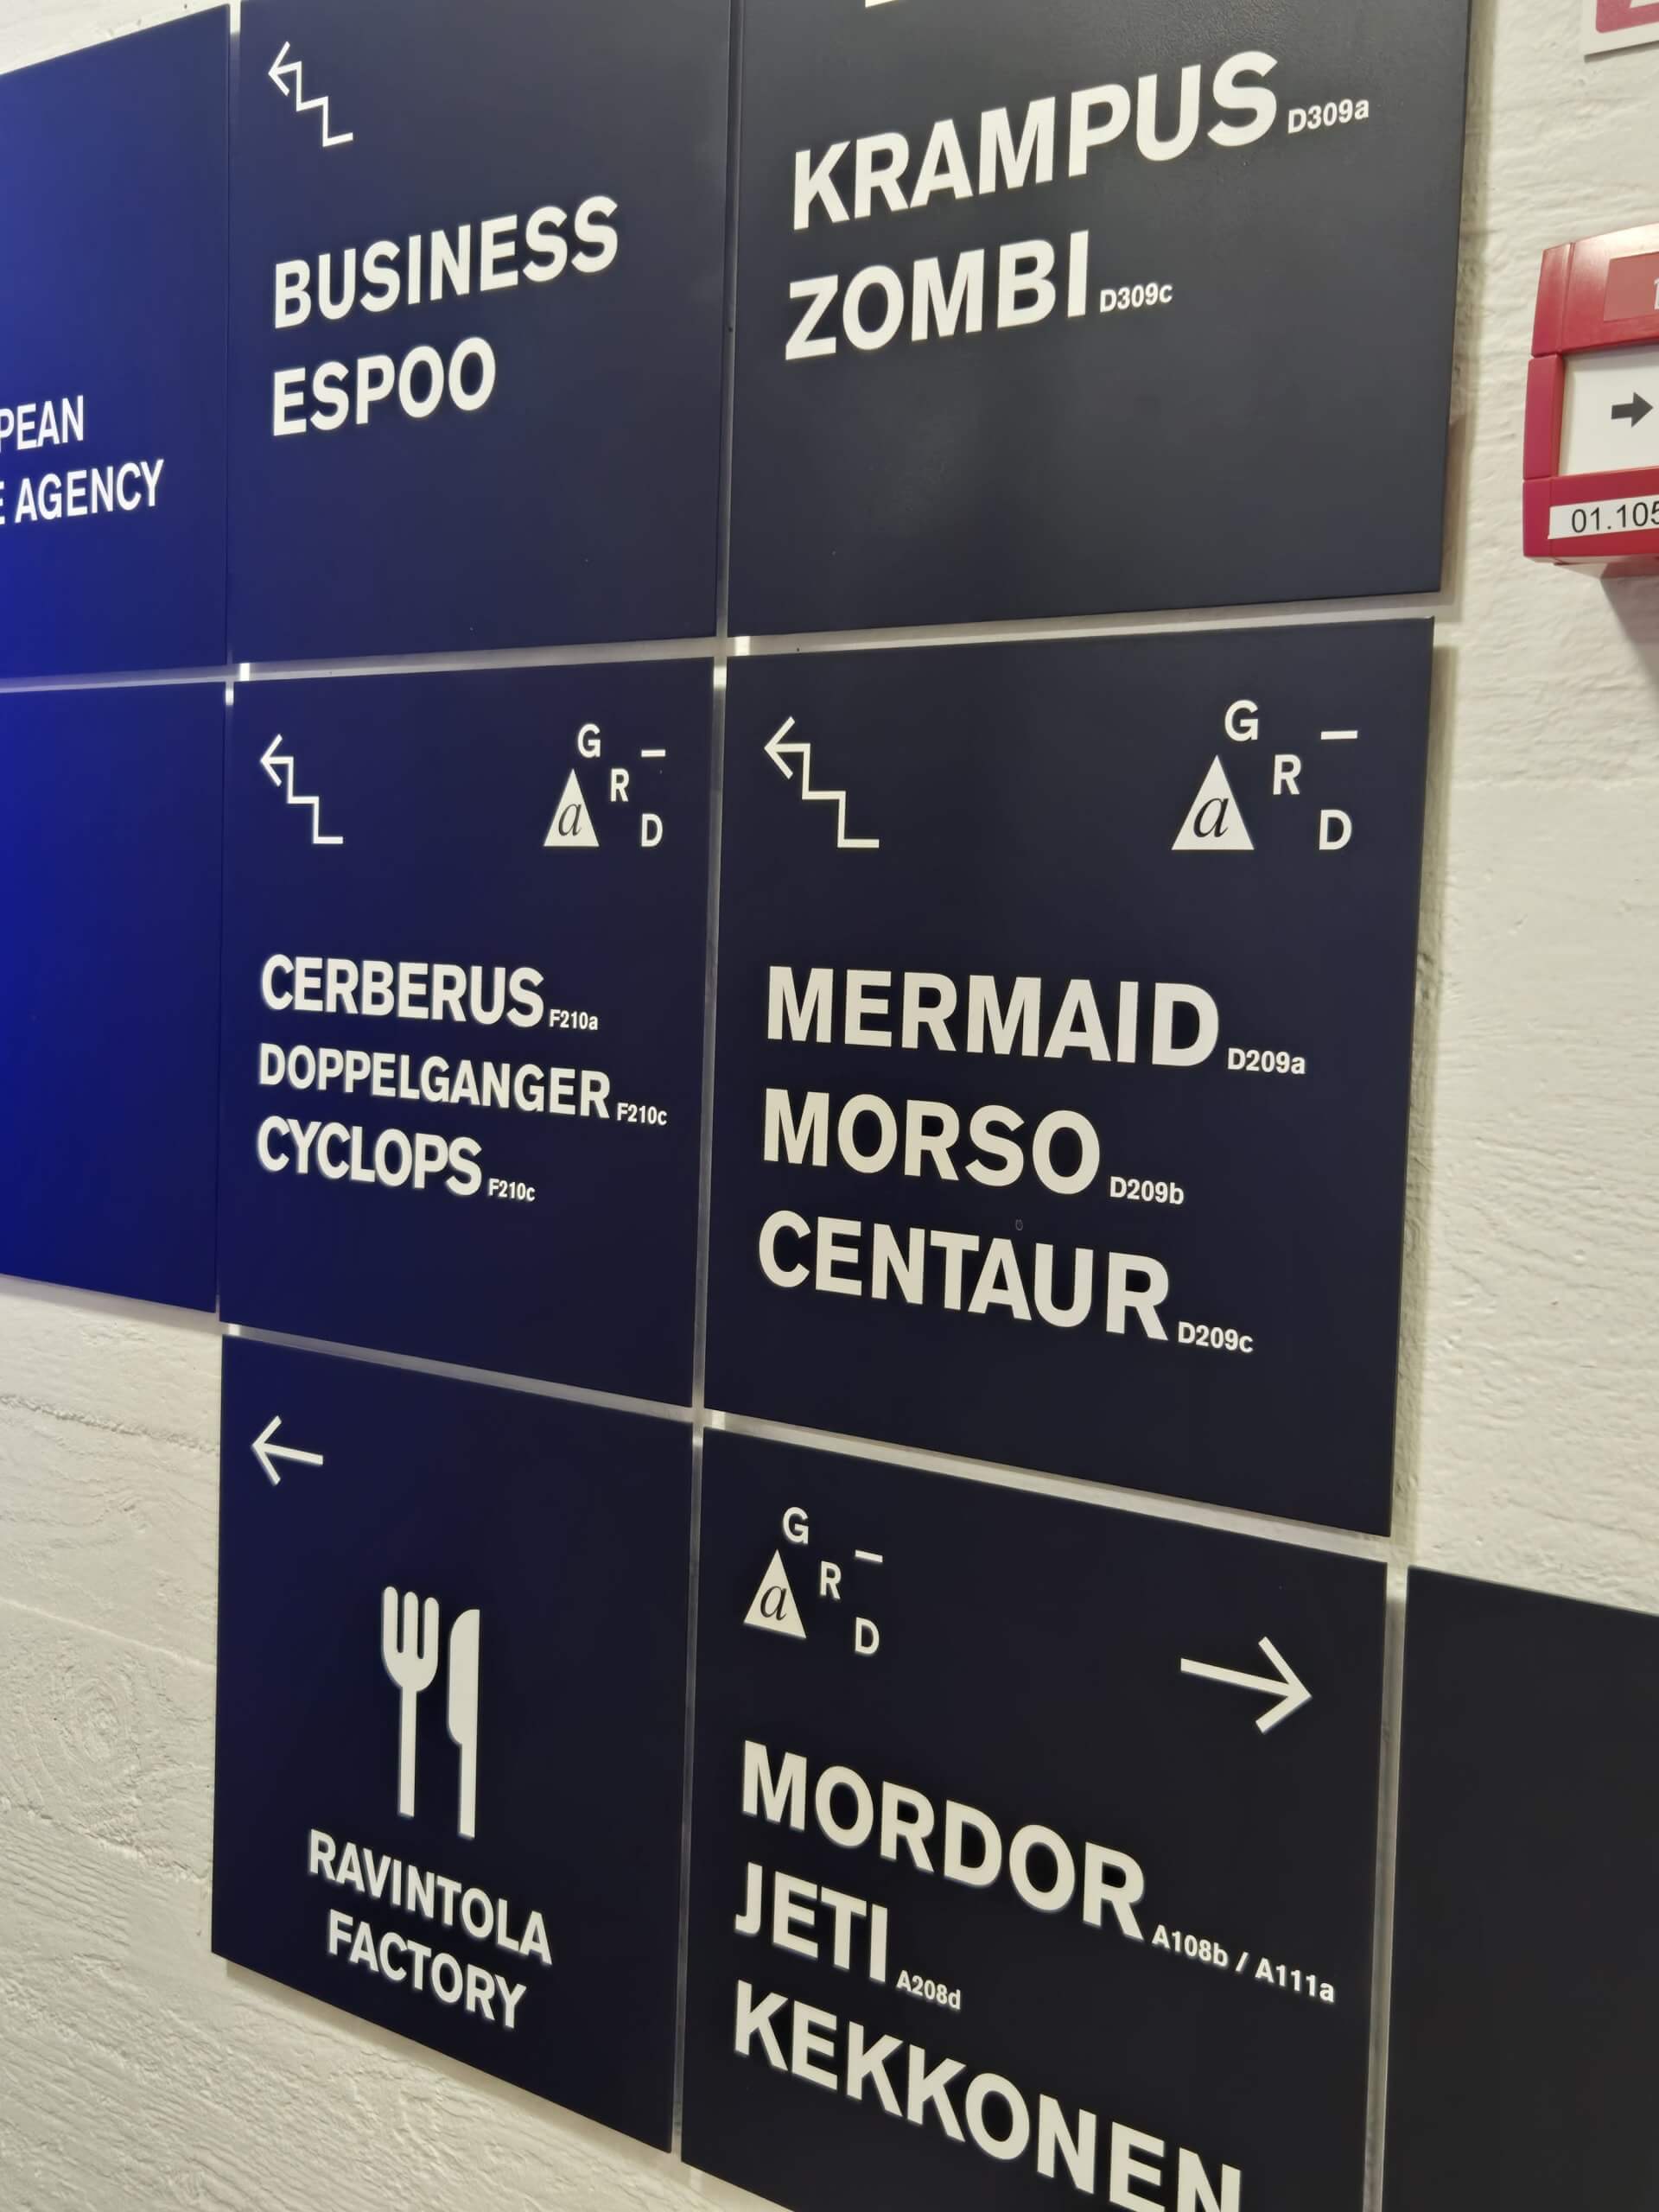 PEAN
AGENCY
BUSINESS
ESPOO
KRAMPUS D309a
ZOMBI D309c
01.105
G
R
a
D
CERBERUS F210a
DOPPELGANGER F210c
CYCLOPS F210c
G
R
a
D
MERMAID D209a
MORSO D209b
CENTAUR D209c
RAVINTOLA
FACTORY
G
R
a
D
MORDOR A108b / A111a
JETI A208d
KEKKONEN